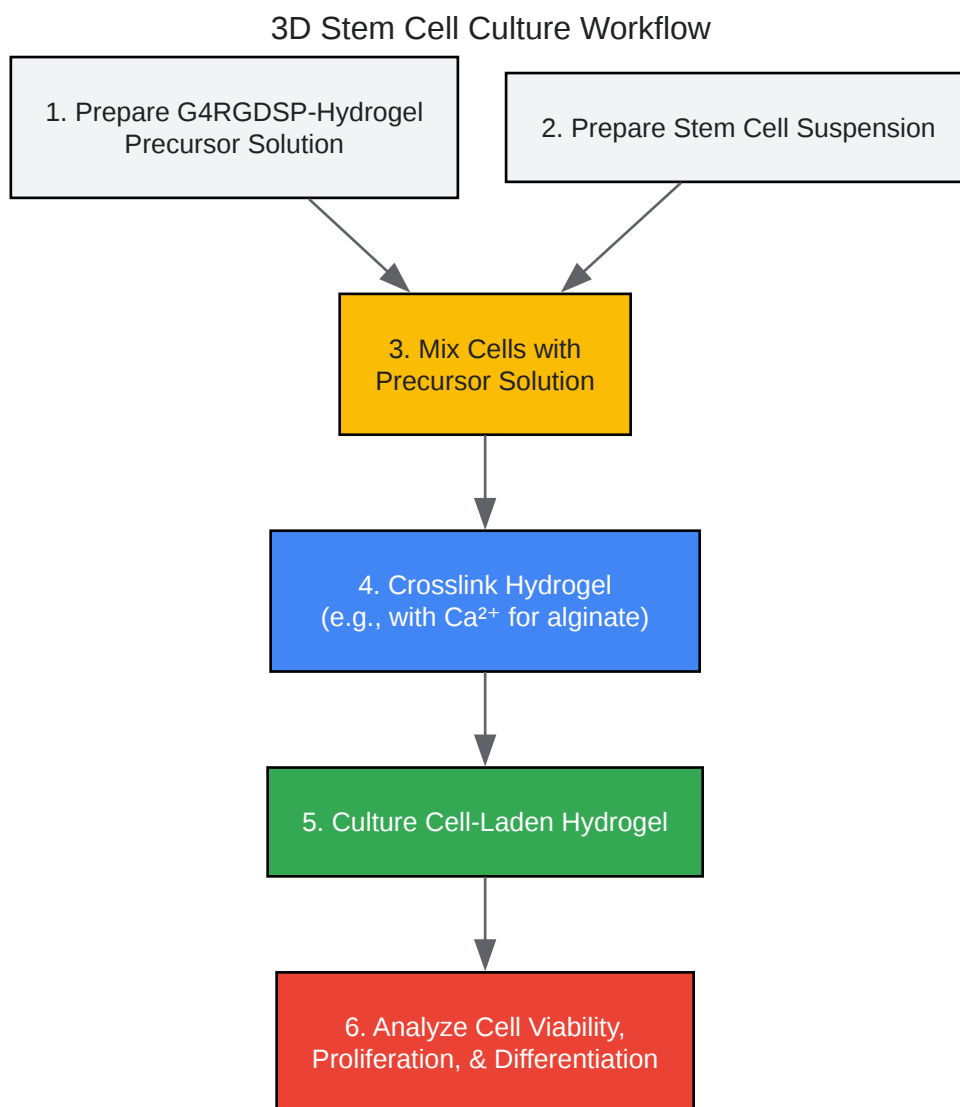 3D Stem Cell Culture Workflow
1. Prepare G4RGDSP-Hydrogel
Precursor Solution
2. Prepare Stem Cell Suspension
3. Mix Cells with
Precursor Solution
4. Crosslink Hydrogel
(e.g., with Ca²⁺ for alginate)
5. Culture Cell-Laden Hydrogel
6. Analyze Cell Viability,
Proliferation, & Differentiation